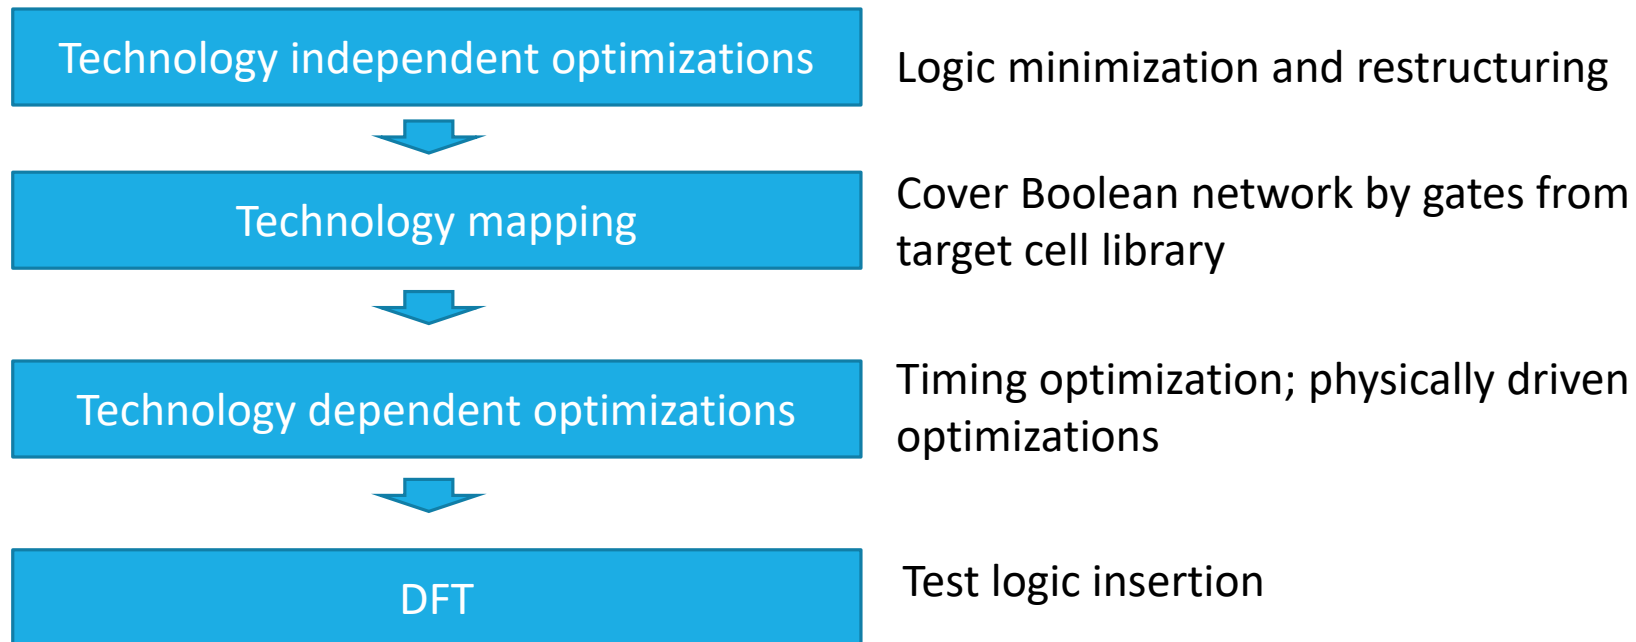 Technology independent optimizations
Logic minimization and restructuring
Technology mapping
Cover Boolean network by gates from
target cell library
Technology dependent optimizations
Timing optimization; physically driven
optimizations
DFT
Test logic insertion